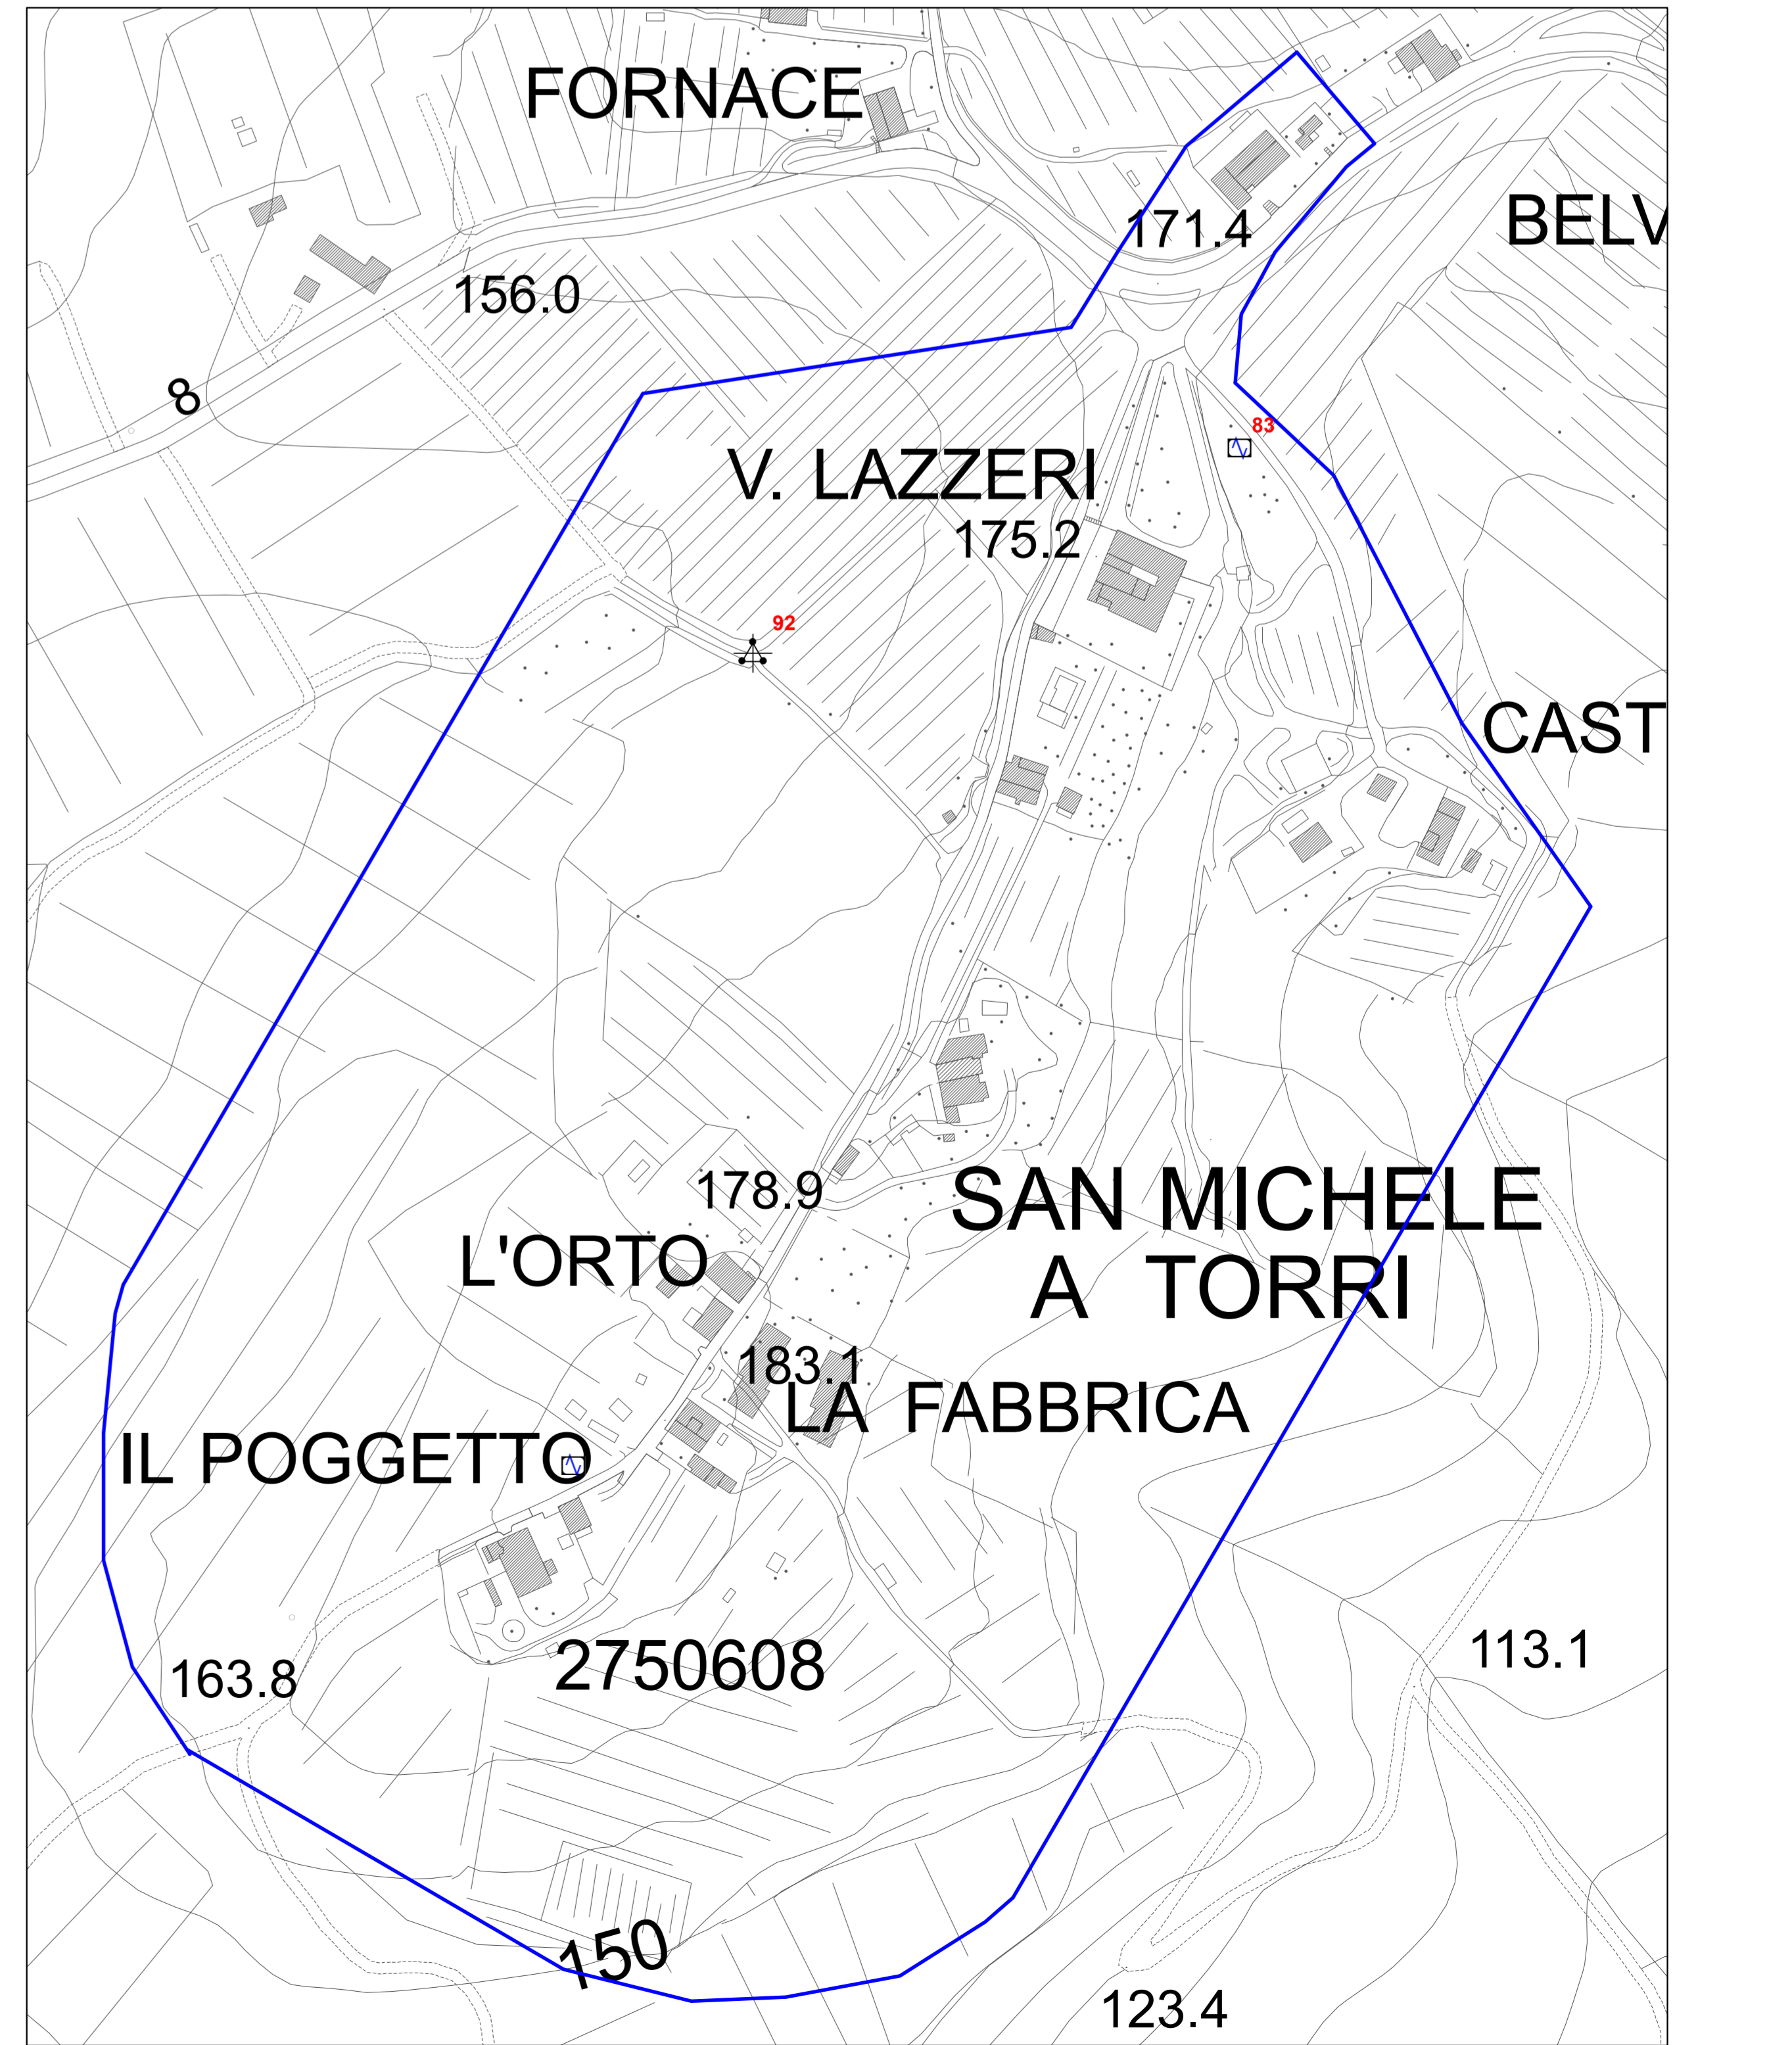 FORNACE
171.4
BELV
156.0
8
83
V. LAZZERI
175.2
92
CAST
178.9
SAN MICHELE
A TORRI
L'ORTO
183.1
LA FABBRICA
IL POGGETTO
2750608
163.8
113.1
150
123.4